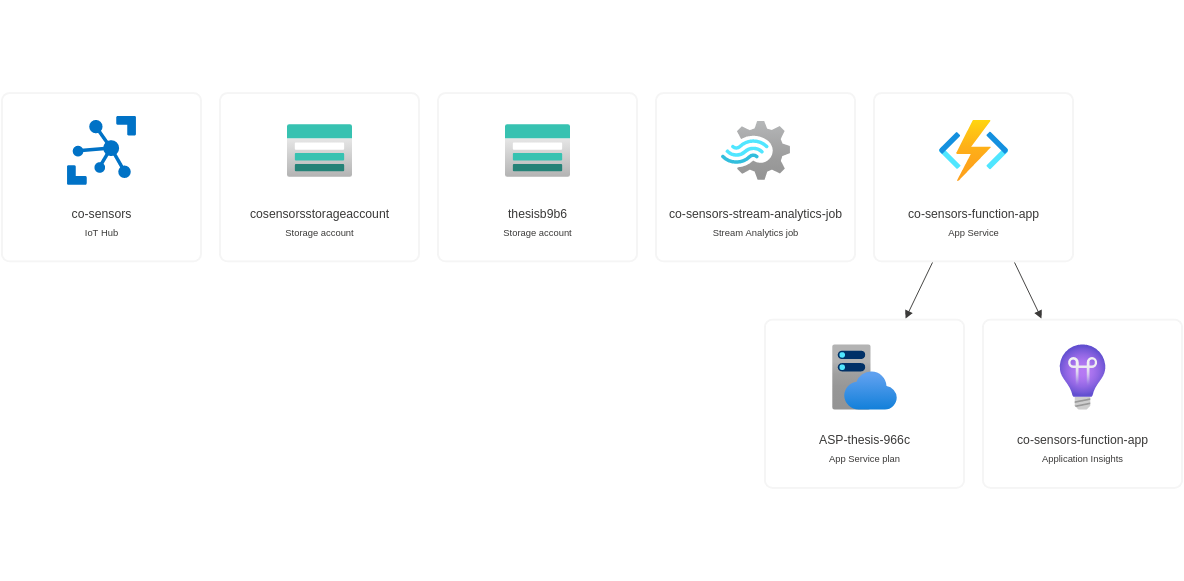 co-sensors
IoT Hub
cosensorsstorageaccount
Storage account
thesisb9b6
Storage account
co-sensors-stream-analytics-job
Stream Analytics job
co-sensors-function-app
App Service
ASP-thesis-966c
App Service plan
co-sensors-function-app
Application Insights